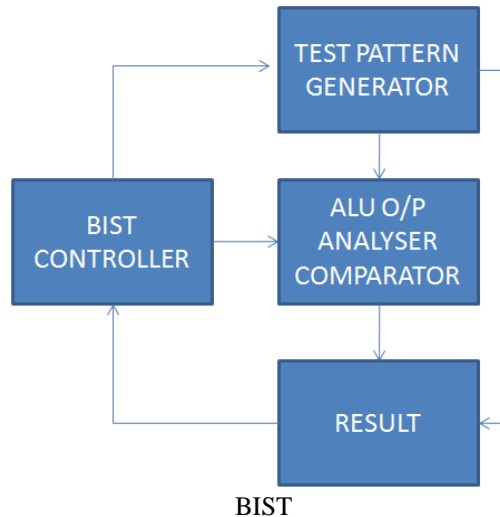 TEST PATTERN
GENERATOR
BIST
CONTROLLER
ALU O/P
ANALYSER
COMPARATOR
RESULT
BIST